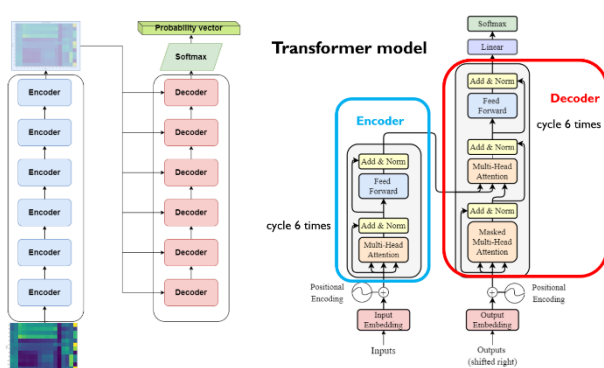 Probability vector
Softmax
Encoder
Encoder
Encoder
Encoder
Encoder
Encoder
Decoder
Decoder
Decoder
Decoder
Decoder
Decoder
Transformer model
Encoder
cycle 6 times
Add & Norm
Feed
Forward
Add & Norm
Multi-Head
Attention
Positional
Encoding
Input
Embedding
Inputs
Softmax
Linear
Decoder
cycle 6 times
Add & Norm
Feed
Forward
Add & Norm
Multi-Head
Attention
Add & Norm
Masked
Multi-Head
Attention
Positional
Encoding
Output
Embedding
Outputs
(shifted right)